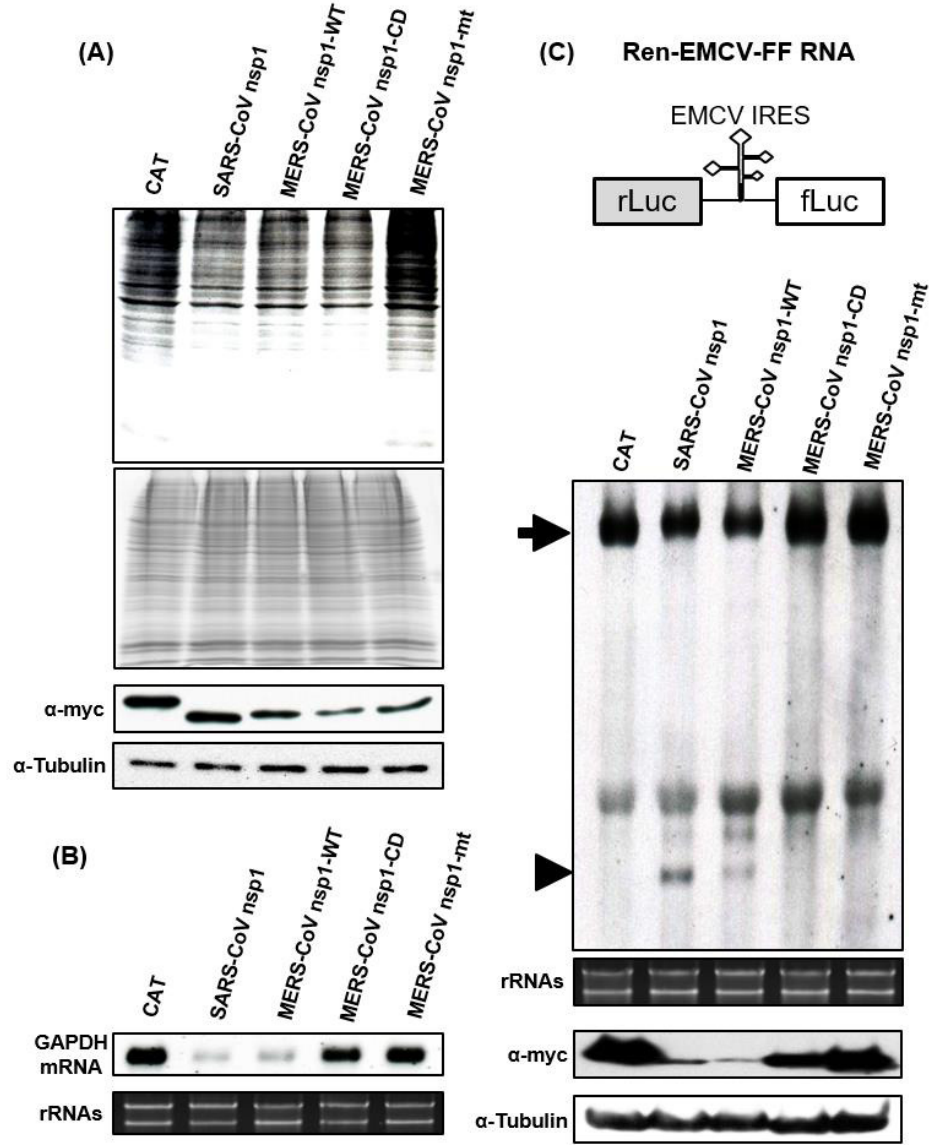 (A)
CAT
SARS-CoV nsp1
MERS-CoV nsp1-WT
MERS-CoV nsp1-CD
MERS-CoV nsp1-mt
α-myc
α-Tubulin
(B)
CAT
SARS-CoV nsp1
MERS-CoV nsp1-WT
MERS-CoV nsp1-CD
MERS-CoV nsp1-mt
GAPDH
mRNA
rRNAs
(C) Ren-EMCV-FF RNA
EMCV IRES
rLuc fLuc
CAT
SARS-CoV nsp1
MERS-CoV nsp1-WT
MERS-CoV nsp1-CD
MERS-CoV nsp1-mt
rRNAs
α-myc
α-Tubulin